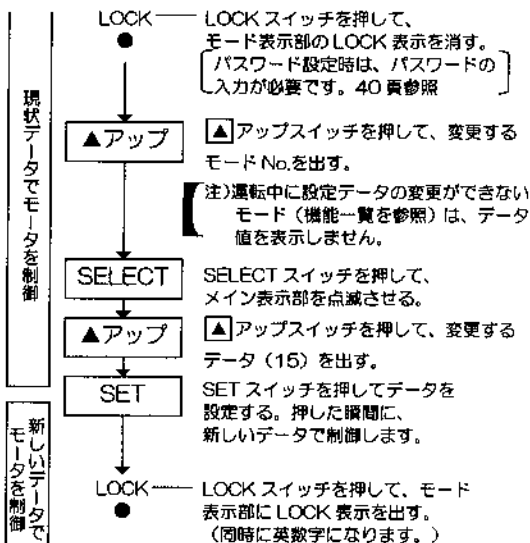 LOCK
LOCK スイッチを押して、
モード表示部の LOCK 表示を消す。
パスワード設定時は、パスワードの
入力が必要です。40 頁参照
▲アップ
▲アップスイッチを押して、変更する
モード No.を出す。
注)運転中に設定データの変更ができない
モード（機能一覧を参照）は、データ
値を表示しません。
SELECT
SELECT スイッチを押して、
メイン表示部を点滅させる。
▲アップ
▲アップスイッチを押して、変更する
データ（15）を出す。
SET
SET スイッチを押してデータを
設定する。押した瞬間に、
新しいデータで制御します。
LOCK
LOCK スイッチを押して、モード
表示部に LOCK 表示を出す。
（同時に英数字になります。）
現状データでモータを制御
新しいデータで
モータを制御